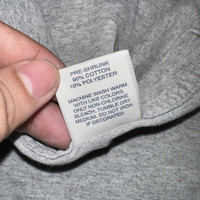 PRE-SHRUNK
90% COTTON
10% POLYESTER
MACHINE WASH WARM
WITH LIKE COLORS
ONLY NON-CHLORINE
BLEACH. TUMBLE DRY
MEDIUM. DO NOT IRON
IF DECORATED.